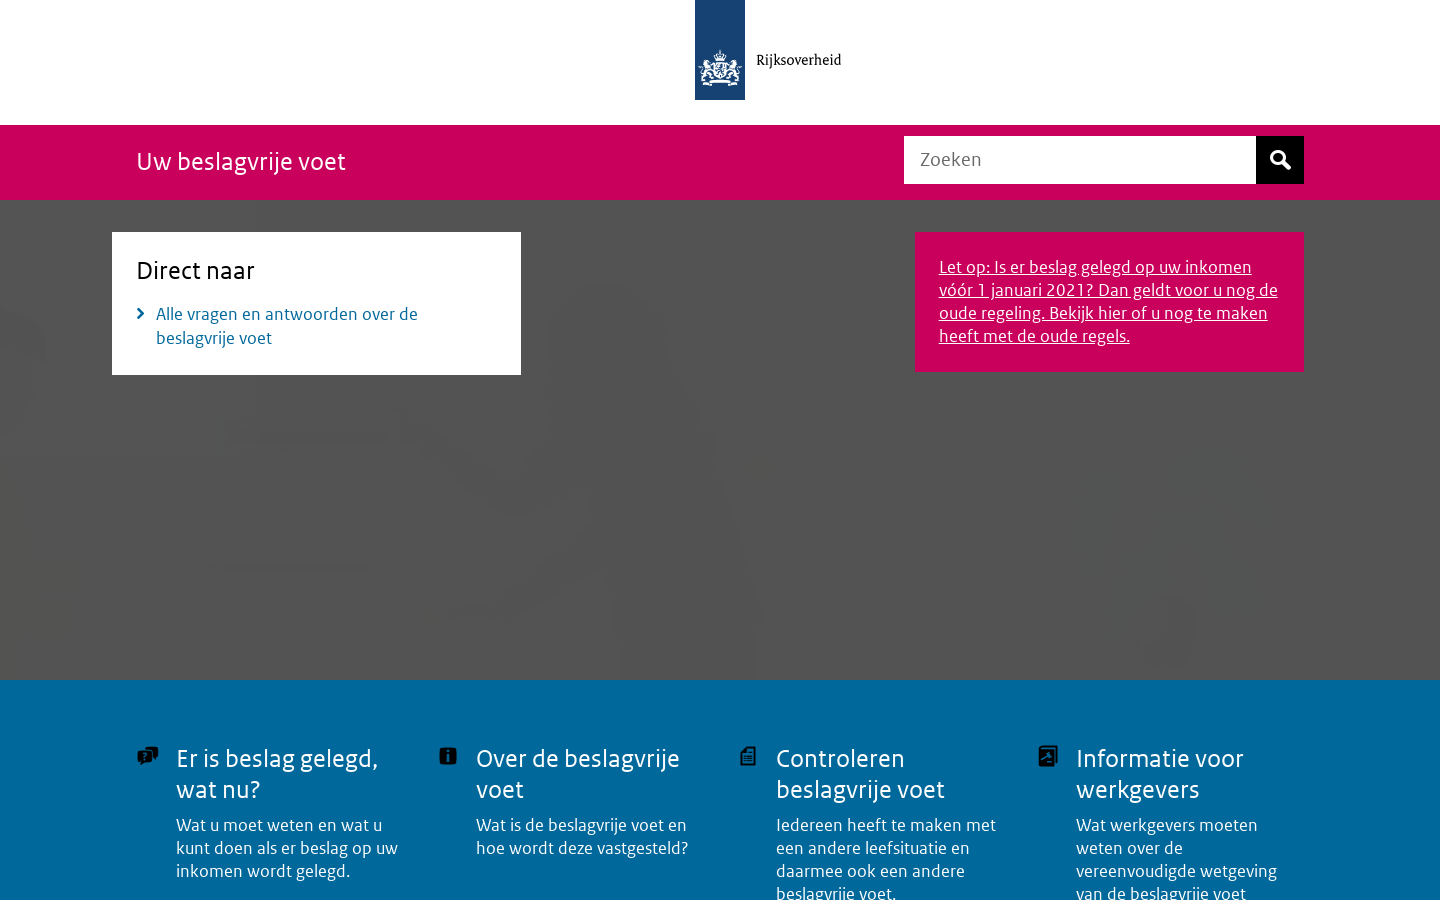 Rijksoverheid
Uw beslagvrije voet
Zoeken
Direct naar
Alle vragen en antwoorden over de
beslagvrije voet
Let op: Is er beslag gelegd op uw inkomen
vóór 1 januari 2021? Dan geldt voor u nog de
oude regeling. Bekijk hier of u nog te maken
heeft met de oude regels.
Er is beslag gelegd,
wat nu?
Wat u moet weten en wat u
kunt doen als er beslag op uw
inkomen wordt gelegd.
Over de beslagvrije
voet
Wat is de beslagvrije voet en
hoe wordt deze vastgesteld?
Controleren
beslagvrije voet
Iedereen heeft te maken met
een andere leefsituatie en
daarmee ook een andere
beslagvrije voet.
Informatie voor
werkgevers
Wat werkgevers moeten
weten over de
vereenvoudigde wetgeving
van de beslagvrije voet